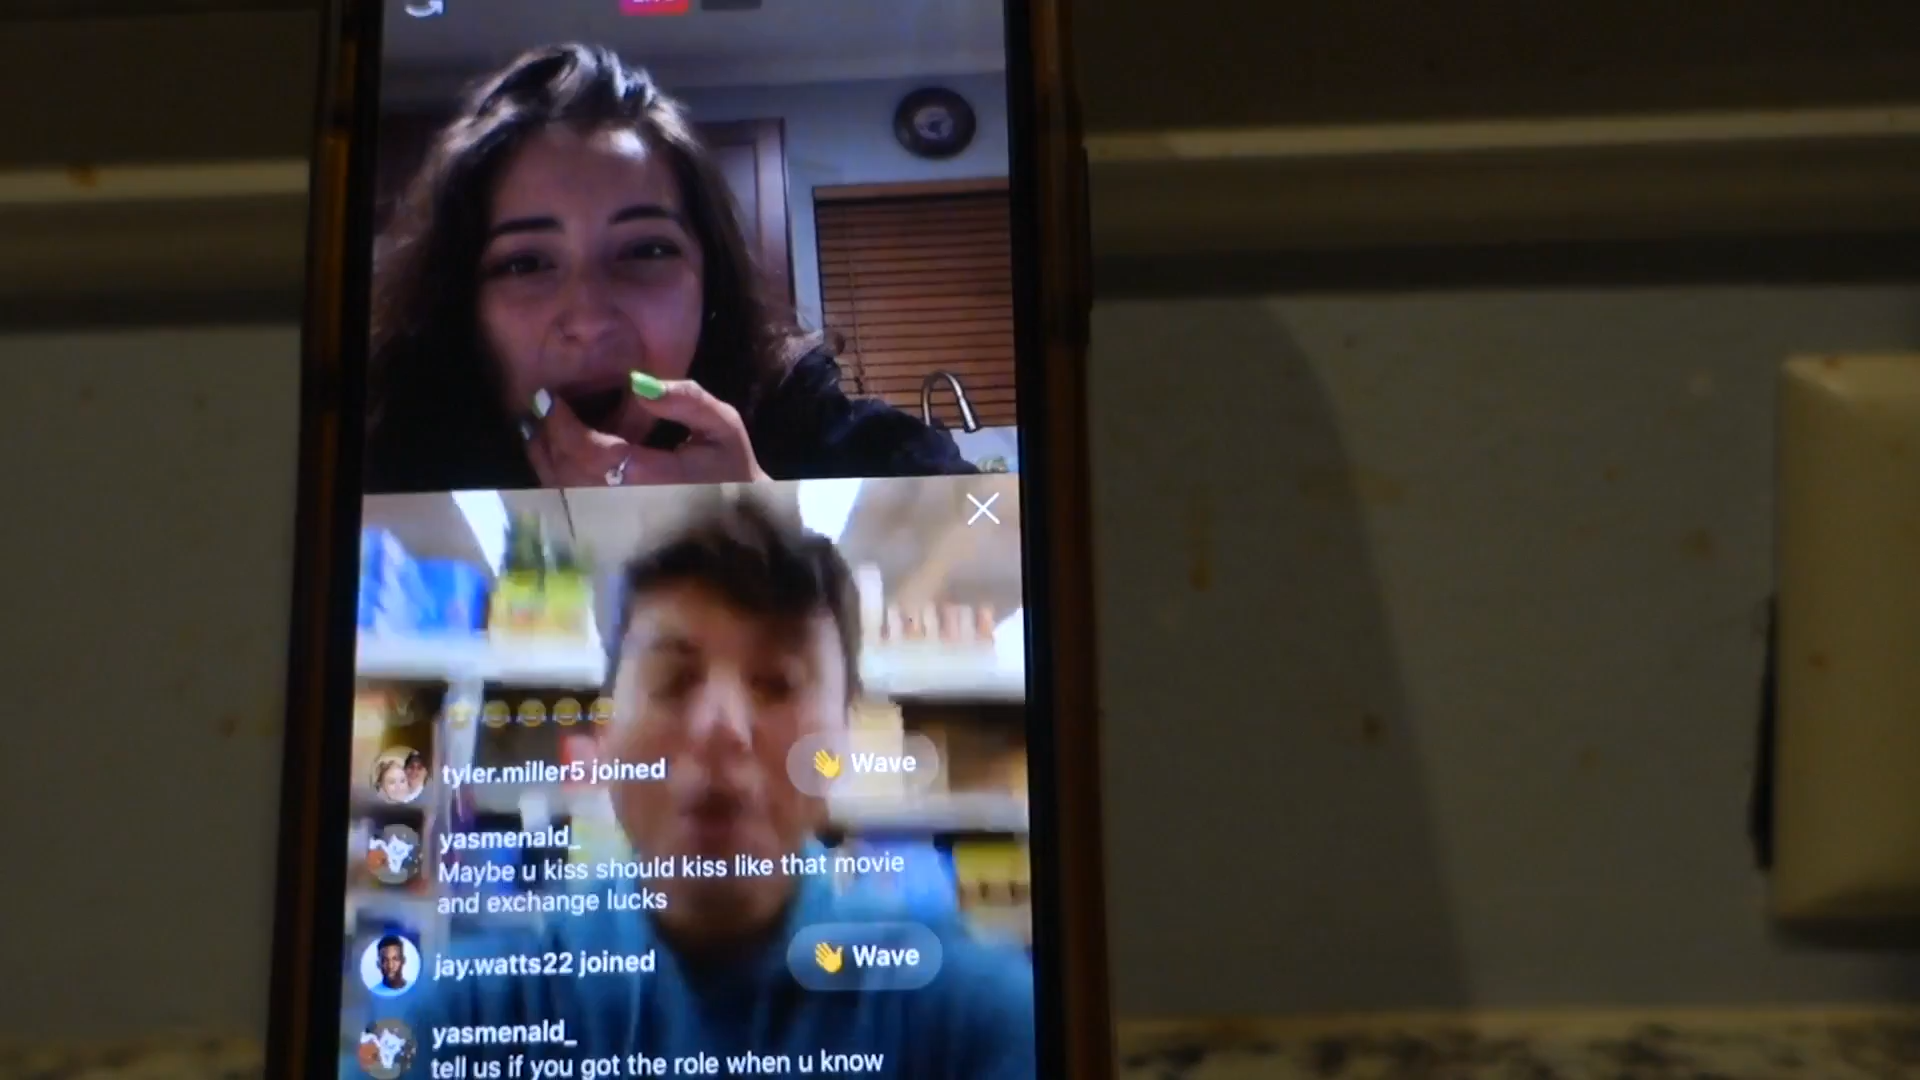 tyler.miller5 joined
Wave
yasmenald_
Maybe u kiss should kiss like that movie
and exchange lucks
jay.watts22 joined
Wave
yasmenald_
tell us if you got the role when u know